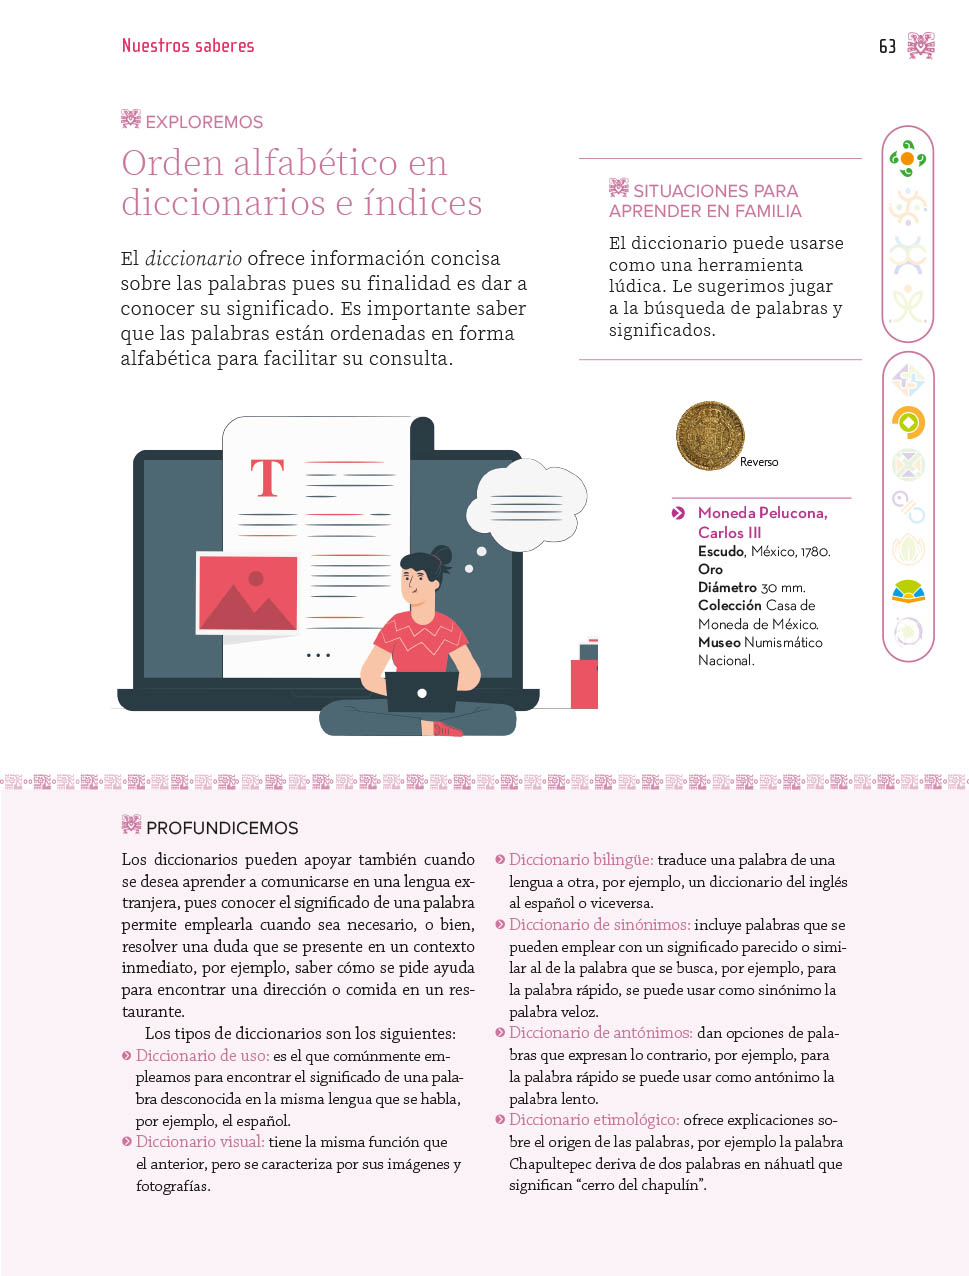 Nuestros saberes
63
EXPLOREMOS
Orden alfabético en
diccionarios e índices
El diccionario ofrece información concisa
sobre las palabras pues su finalidad es dar a
conocer su significado. Es importante saber
que las palabras están ordenadas en forma
alfabética para facilitar su consulta.
SITUACIONES PARA
APRENDER EN FAMILIA
El diccionario puede usarse
como una herramienta
lúdica. Le sugerimos jugar
a la búsqueda de palabras y
significados.
T
Reverso
Moneda Pelucona,
Carlos III
Escudo, México, 1780.
Oro
Diámetro 30 mm.
Colección Casa de
Moneda de México.
Museo Numismático
Nacional.
PROFUNDICEMOS
Los diccionarios pueden apoyar también cuando
se desea aprender a comunicarse en una lengua ex-
tranjera, pues conocer el significado de una palabra
permite emplearla cuando sea necesario, o bien,
resolver una duda que se presente en un contexto
inmediato, por ejemplo, saber cómo se pide ayuda
para encontrar una dirección o comida en un res-
taurante.
Los tipos de diccionarios son los siguientes:
Diccionario de uso: es el que comúnmente em-
pleamos para encontrar el significado de una pala-
bra desconocida en la misma lengua que se habla,
por ejemplo, el español.
Diccionario visual: tiene la misma función que
el anterior, pero se caracteriza por sus imágenes y
fotografías.
Diccionario bilingüe: traduce una palabra de una
lengua a otra, por ejemplo, un diccionario del inglés
al español o viceversa.
Diccionario de sinónimos: incluye palabras que se
pueden emplear con un significado parecido o simi-
lar al de la palabra que se busca, por ejemplo, para
la palabra rápido, se puede usar como sinónimo la
palabra veloz.
Diccionario de antónimos: dan opciones de pala-
bras que expresan lo contrario, por ejemplo, para
la palabra rápido se puede usar como antónimo la
palabra lento.
Diccionario etimológico: ofrece explicaciones so-
bre el origen de las palabras, por ejemplo la palabra
Chapultepec deriva de dos palabras en náhuatl que
significan “cerro del chapulín”.